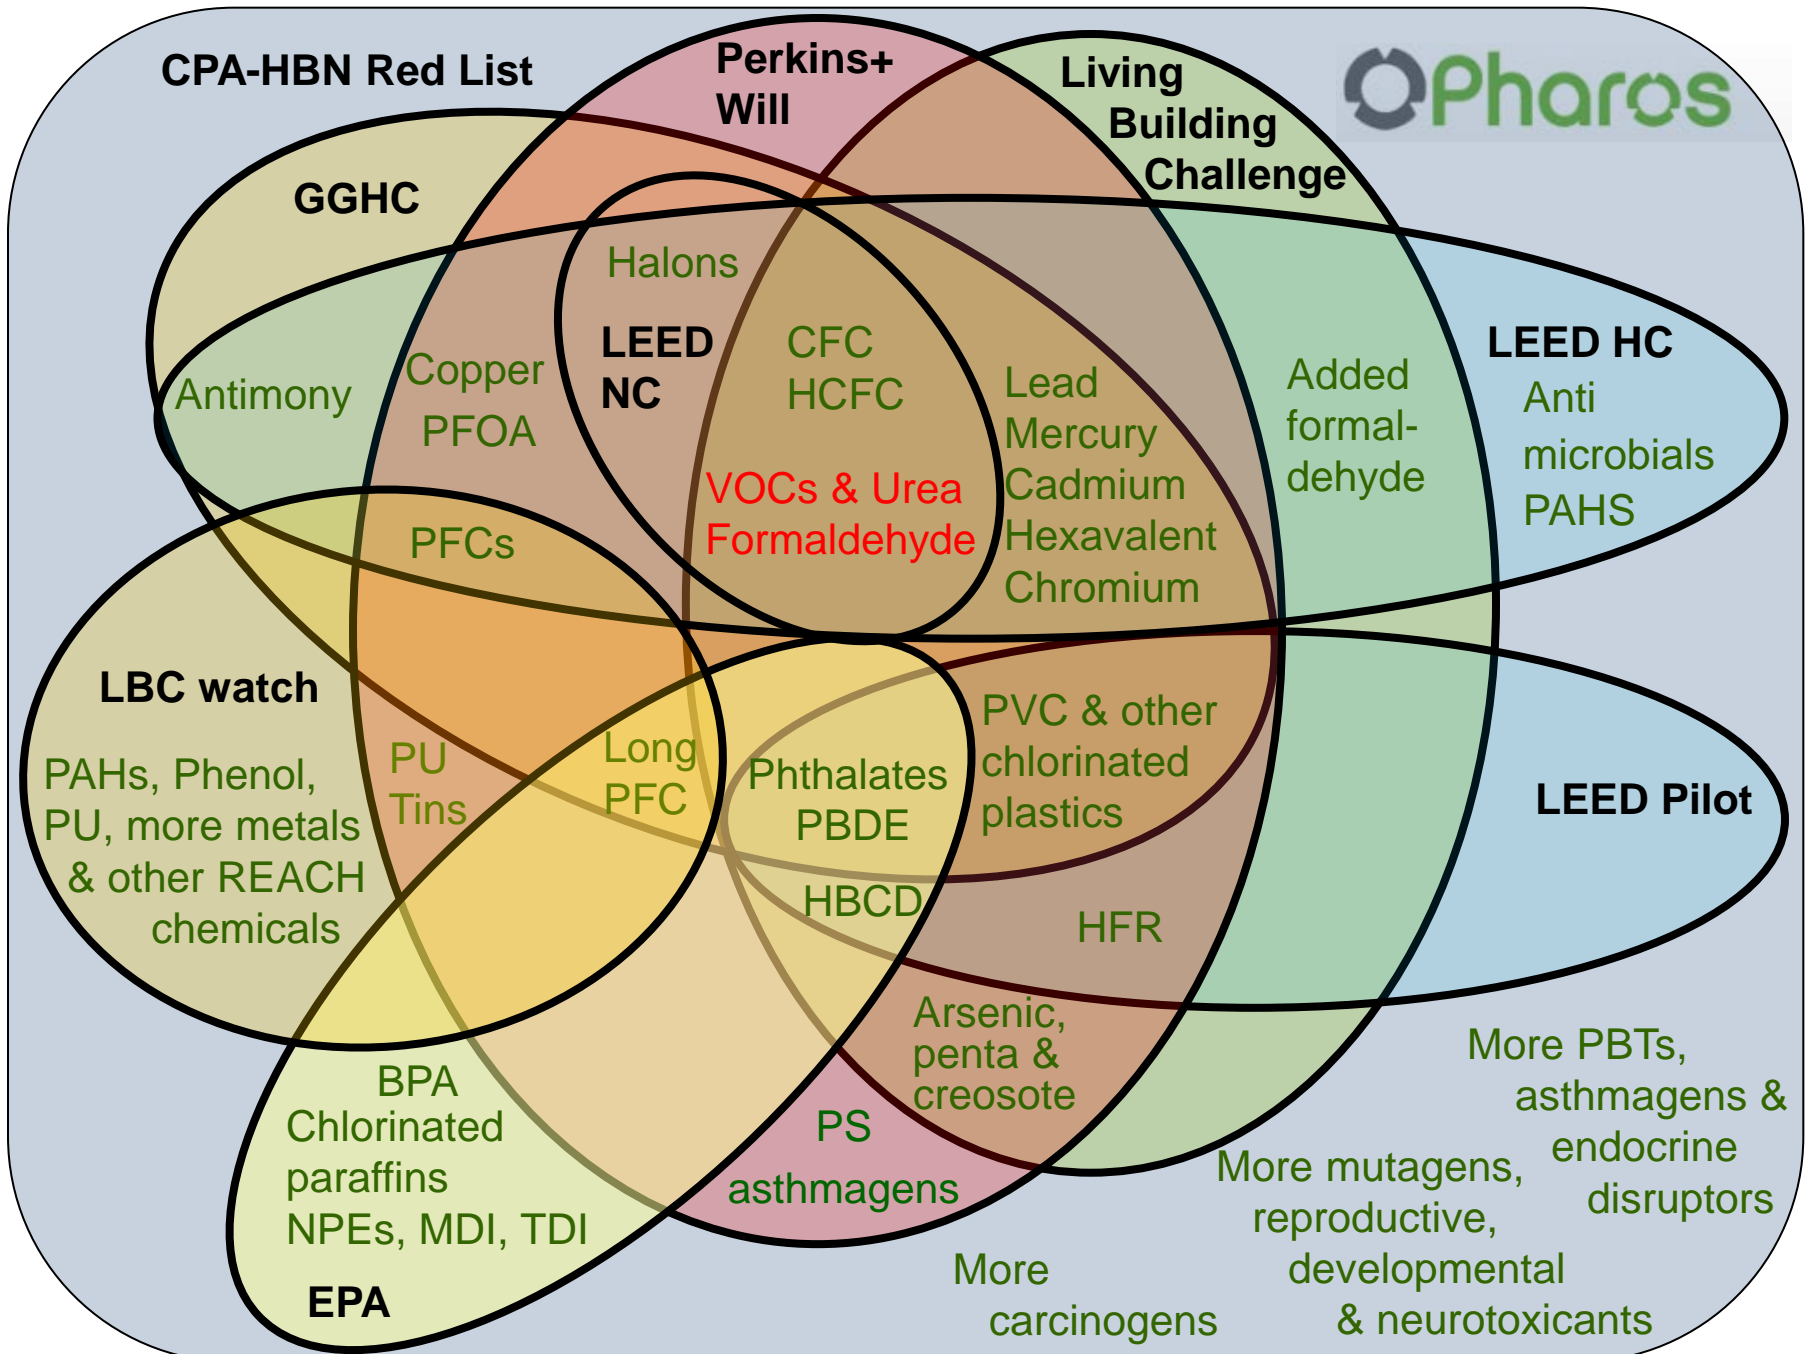 CPA-HBN Red List
Perkins+
Will
Living
Building
Challenge
Pharos
GGHC
Halons
LEED
NC
CFC
HCFC
VOCs & Urea
Formaldehyde
Antimony
Copper
PFOA
PFCs
Lead
Mercury
Cadmium
Hexavalent
Chromium
Added
formal-
dehyde
LEED HC
Anti
microbials
PAHS
LBC watch
PAHs, Phenol,
PU, more metals
& other REACH
chemicals
PU
Tins
Long
PFC
Phthalates
PBDE
HBCD
PVC & other
chlorinated
plastics
LEED Pilot
HFR
Arsenic,
penta &
creosote
PS
asthmagens
BPA
Chlorinated
paraffins
NPEs, MDI, TDI
EPA
More
carcinogens
More mutagens,
reproductive,
developmental
& neurotoxicants
More PBTs,
asthmagens &
endocrine
disruptors